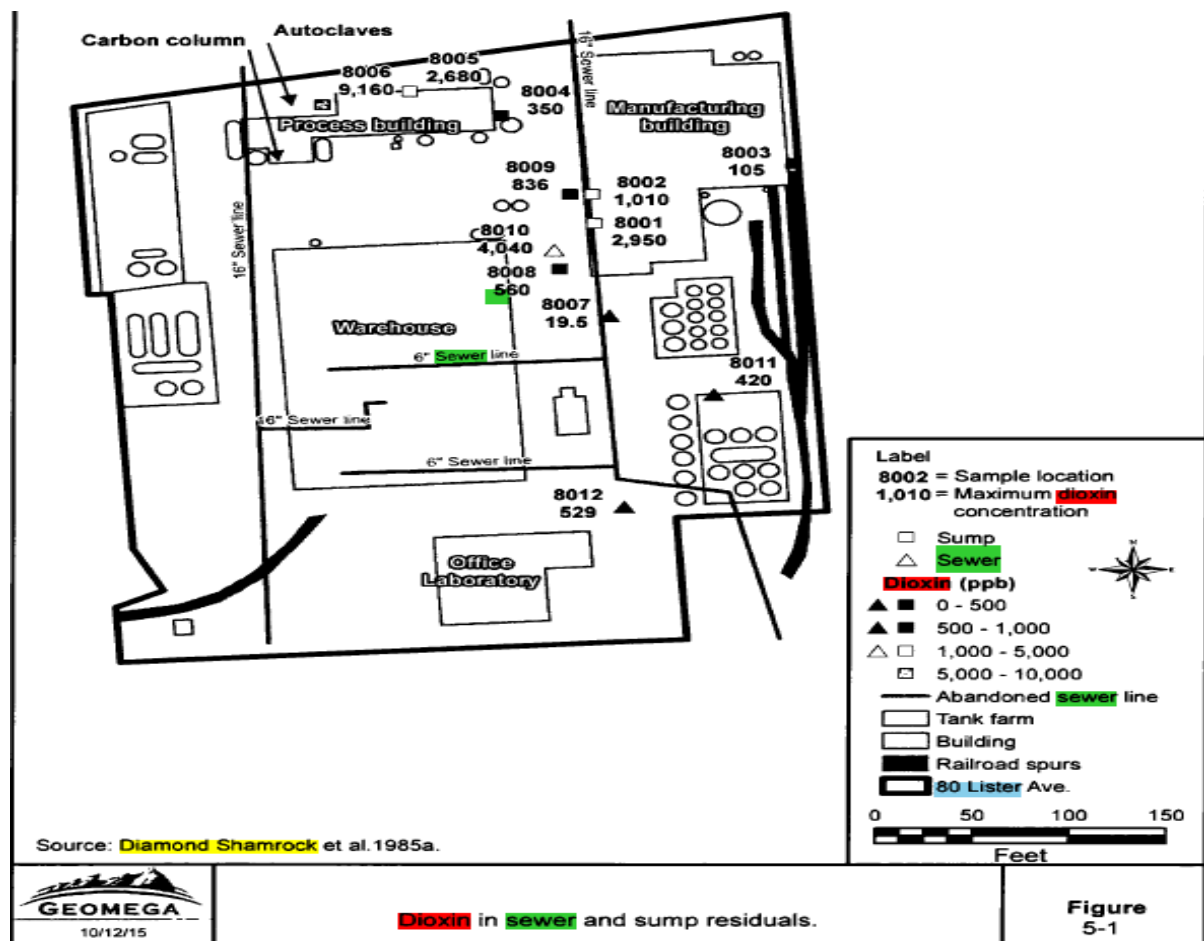 Carbon column
Autoclaves
8006
9,160
8005
2,680
8004
350
Process building
16" Sewer line
Manufacturing
building
8003
105
8009
836
8002
1,010
8001
2,950
8010
4,040
8008
560
16" Sewer line
8007
19.5
Warehouse
6" Sewer line
8011
420
16" Sewer line
6" Sewer line
8012
529
Office
Laboratory
Label
8002 = Sample location
1,010 = Maximum dioxin
concentration
Sump
Sewer
Dioxin (ppb)
0 - 500
500 - 1,000
1,000 - 5,000
5,000 - 10,000
Abandoned sewer line
Tank farm
Building
Railroad spurs
80 Lister Ave.
N
W E
S
0 50 100 150
Feet
Source: Diamond Shamrock et al.1985a.
GEOMEGA
10/12/15
Dioxin in sewer and sump residuals.
Figure
5-1